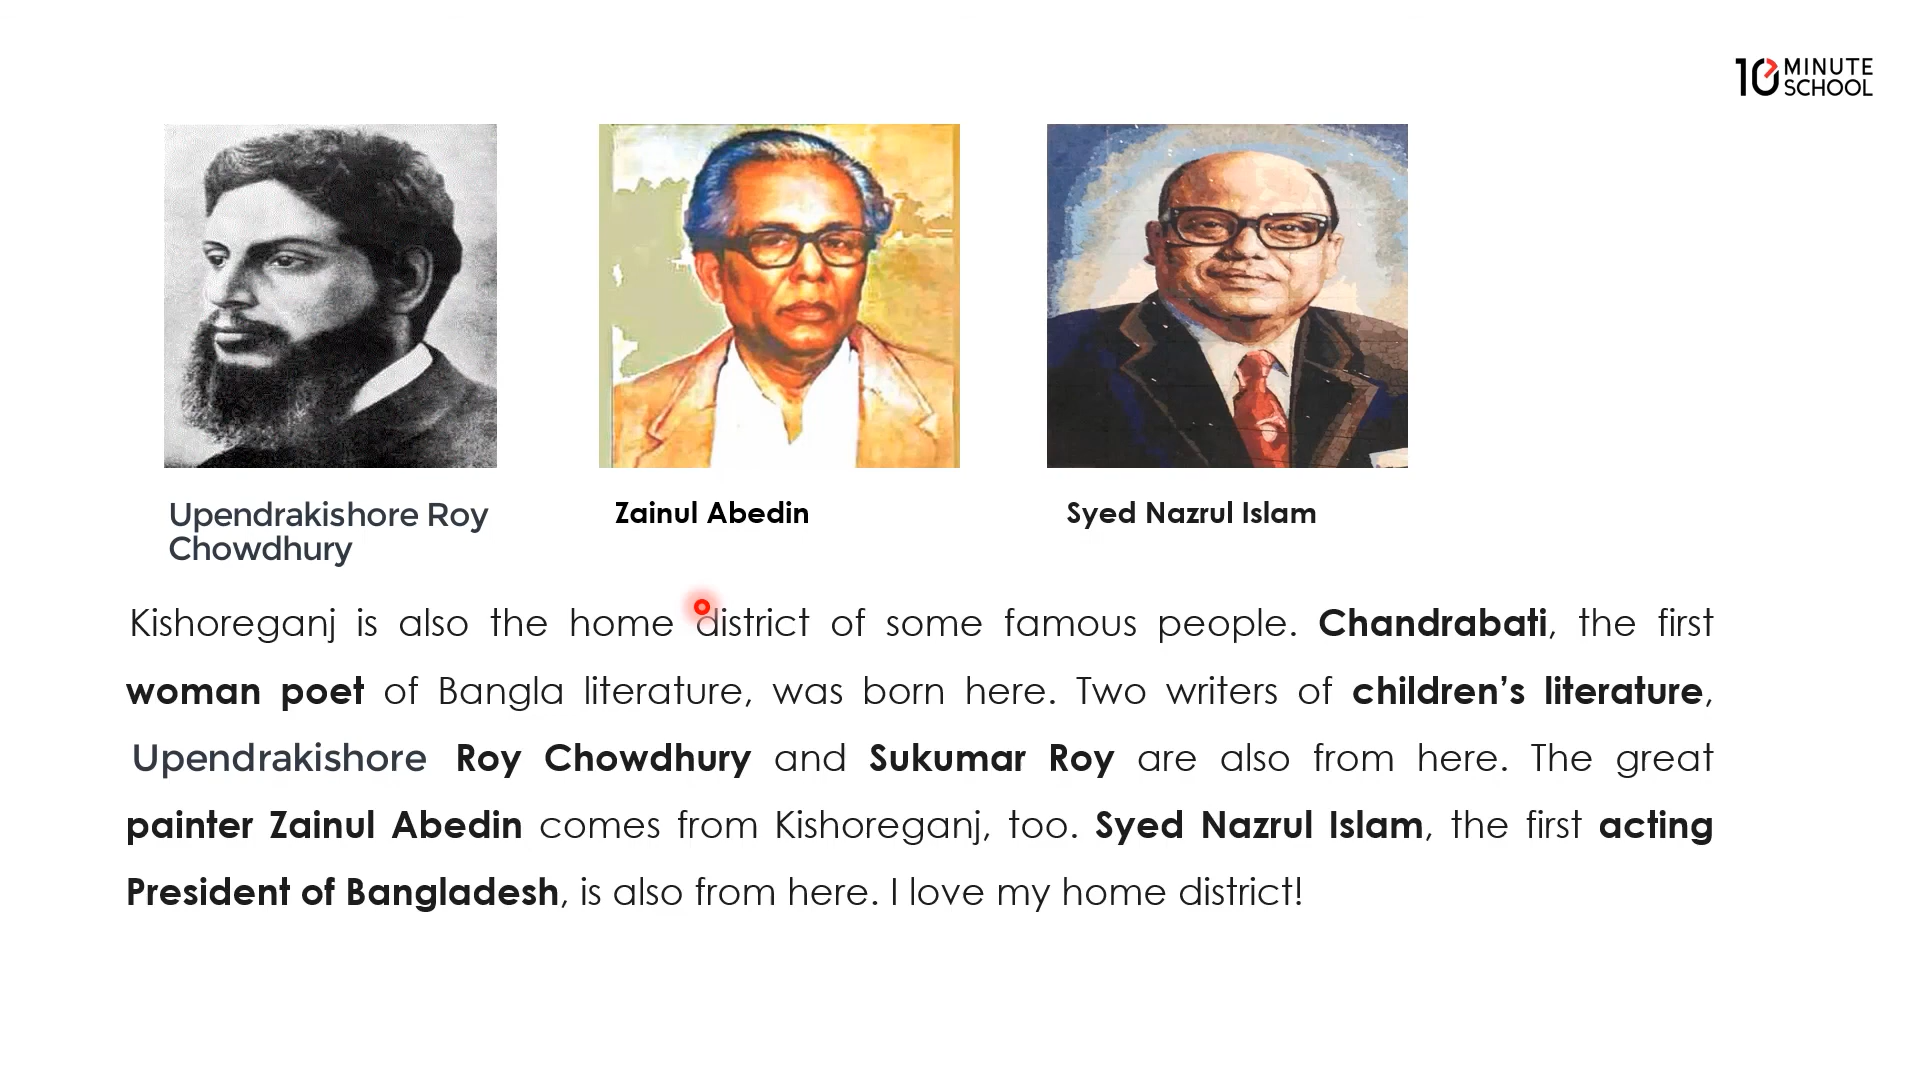 10 MINUTE
SCHOOL
Upendrakishore Roy
Chowdhury
Zainul Abedin
Syed Nazrul Islam
Kishoreganj is also the home district of some famous people. Chandrabati, the first
woman poet of Bangla literature, was born here. Two writers of children’s literature,
Upendrakishore Roy Chowdhury and Sukumar Roy are also from here. The great
painter Zainul Abedin comes from Kishoreganj, too. Syed Nazrul Islam, the first acting
President of Bangladesh, is also from here. I love my home district!